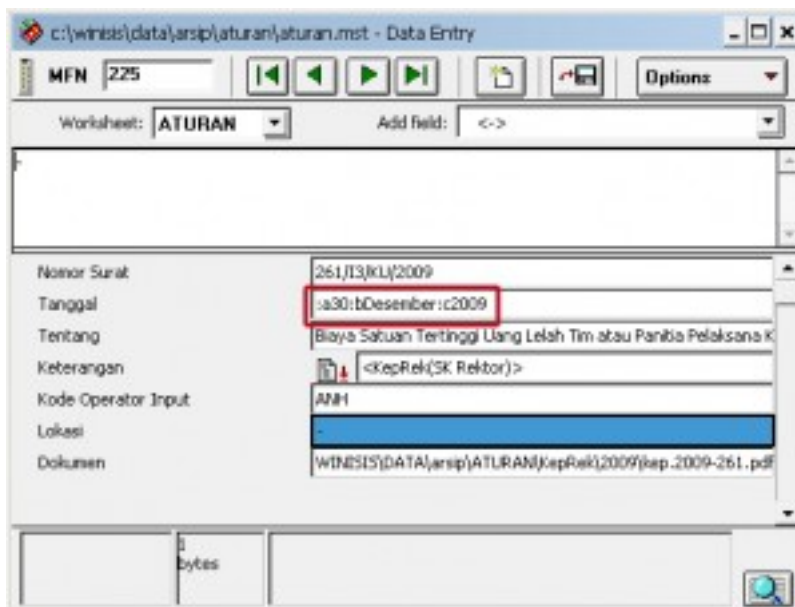 c:\winisis\data\arsip\aturan\aturan.mst - Data Entry
MFN 225 Options
Worksheet: ATURAN Add field: <->
-
Nomor Surat 261/I3/KU/2009
Tanggal :a30:bDesember:c2009
Tentang Biaya Satuan Tertinggi Uang Lelah Tim atau Panitia Pelaksana K
Keterangan <KepRek(SK Rektor)>
Kode Operator Input ANH
Lokasi -
Dokumen WINISIS\DATA\arsip\ATURAN\KepRek\2009\kep.2009-261.pdf
1
bytes